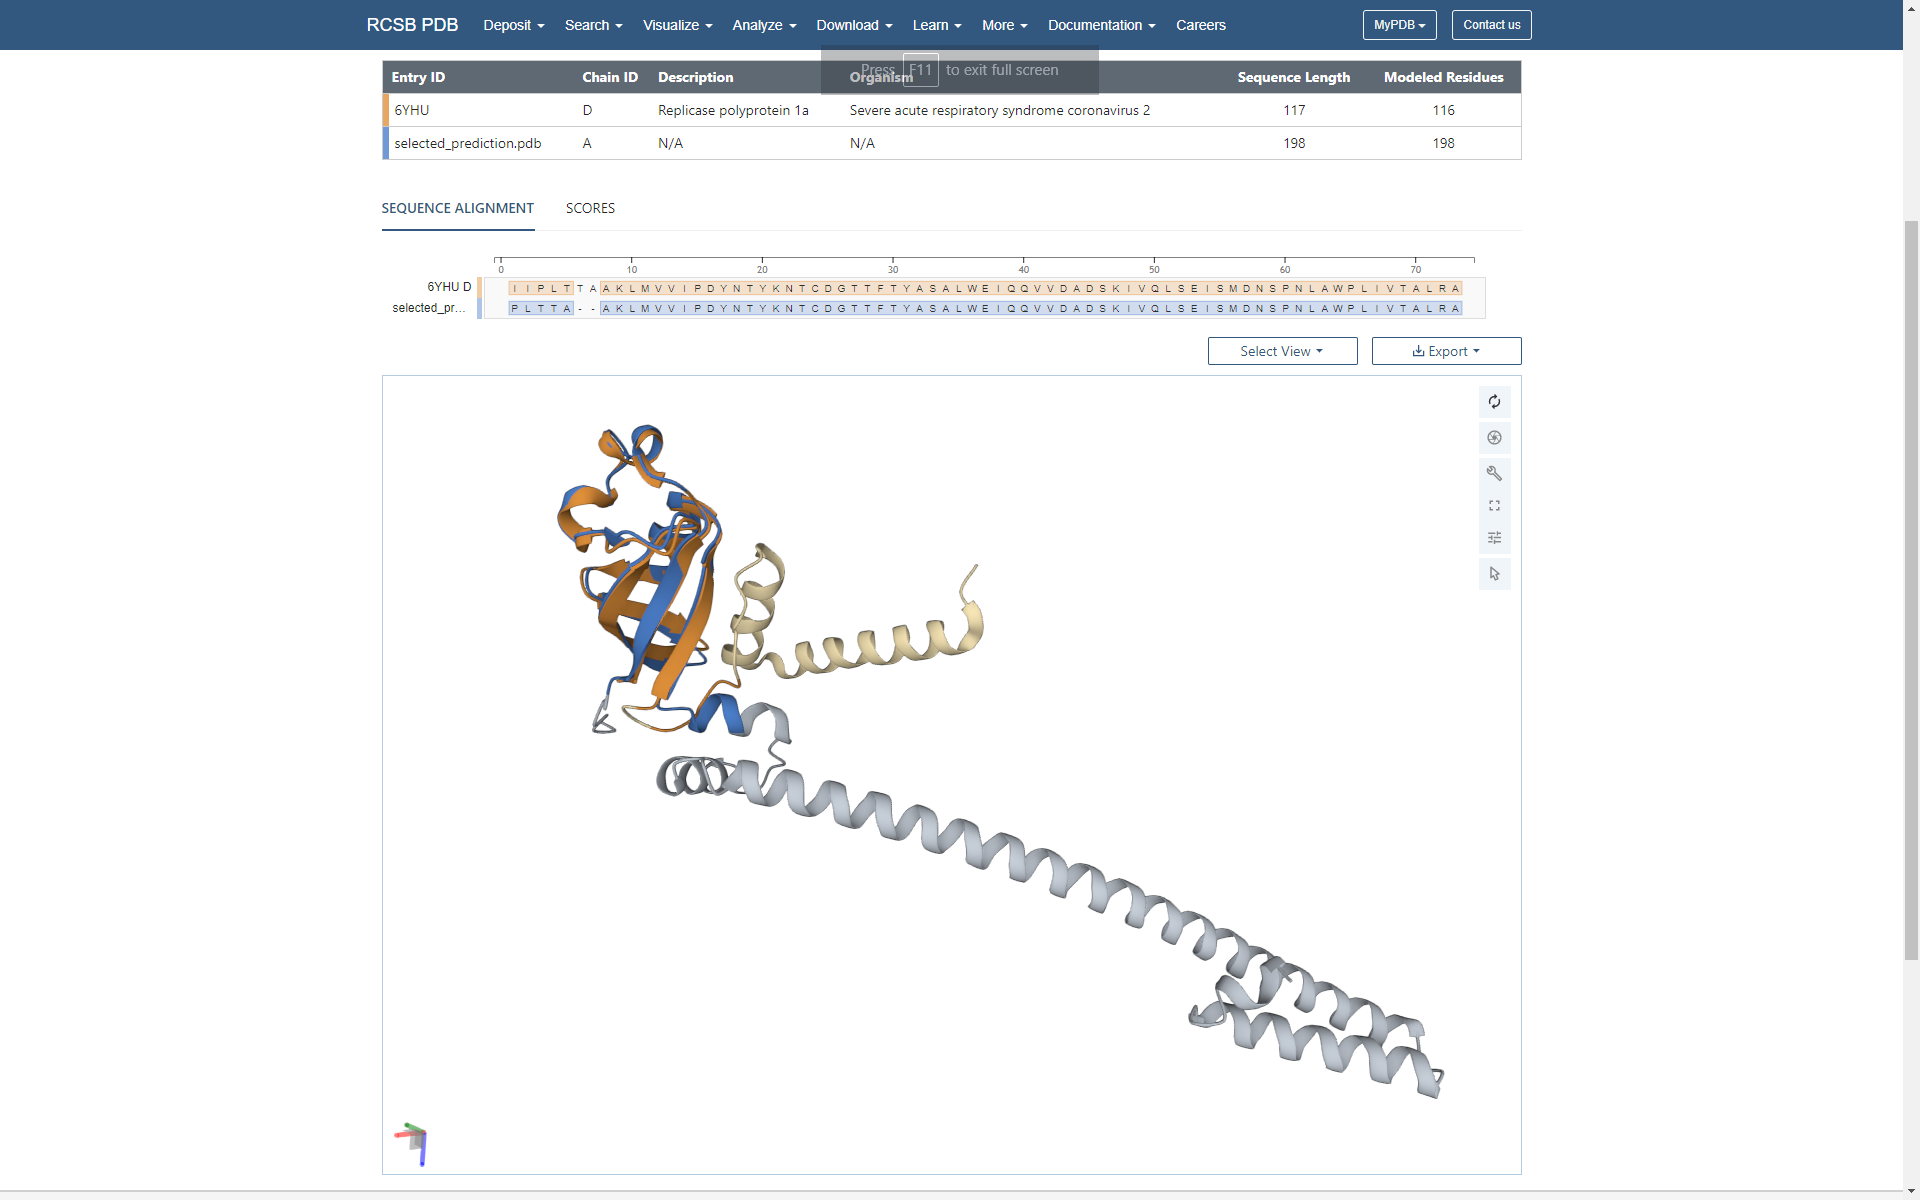 RCSB PDB Deposit Search Visualize Analyze Download Learn More Documentation Careers MyPDB Contact us
Press F11 to exit full screen
Entry ID Chain ID Description Organism Sequence Length Modeled Residues
6YHU D Replicase polyprotein 1a Severe acute respiratory syndrome coronavirus 2 117 116
selected_prediction.pdb A N/A N/A 198 198
SEQUENCE ALIGNMENT SCORES
0 10 20 30 40 50 60 70
6YHU D I I P L T T A A K L M V V I P D Y N T Y K N T C D G T T F T Y A S A L W E I Q Q V V D A D S K I V Q L S E I S M D N S P N L A W P L I V T A L R A
selected_pr... P L T T A - - A K L M V V I P D Y N T Y K N T C D G T T F T Y A S A L W E I Q Q V V D A D S K I V Q L S E I S M D N S P N L A W P L I V T A L R A
Select View Export